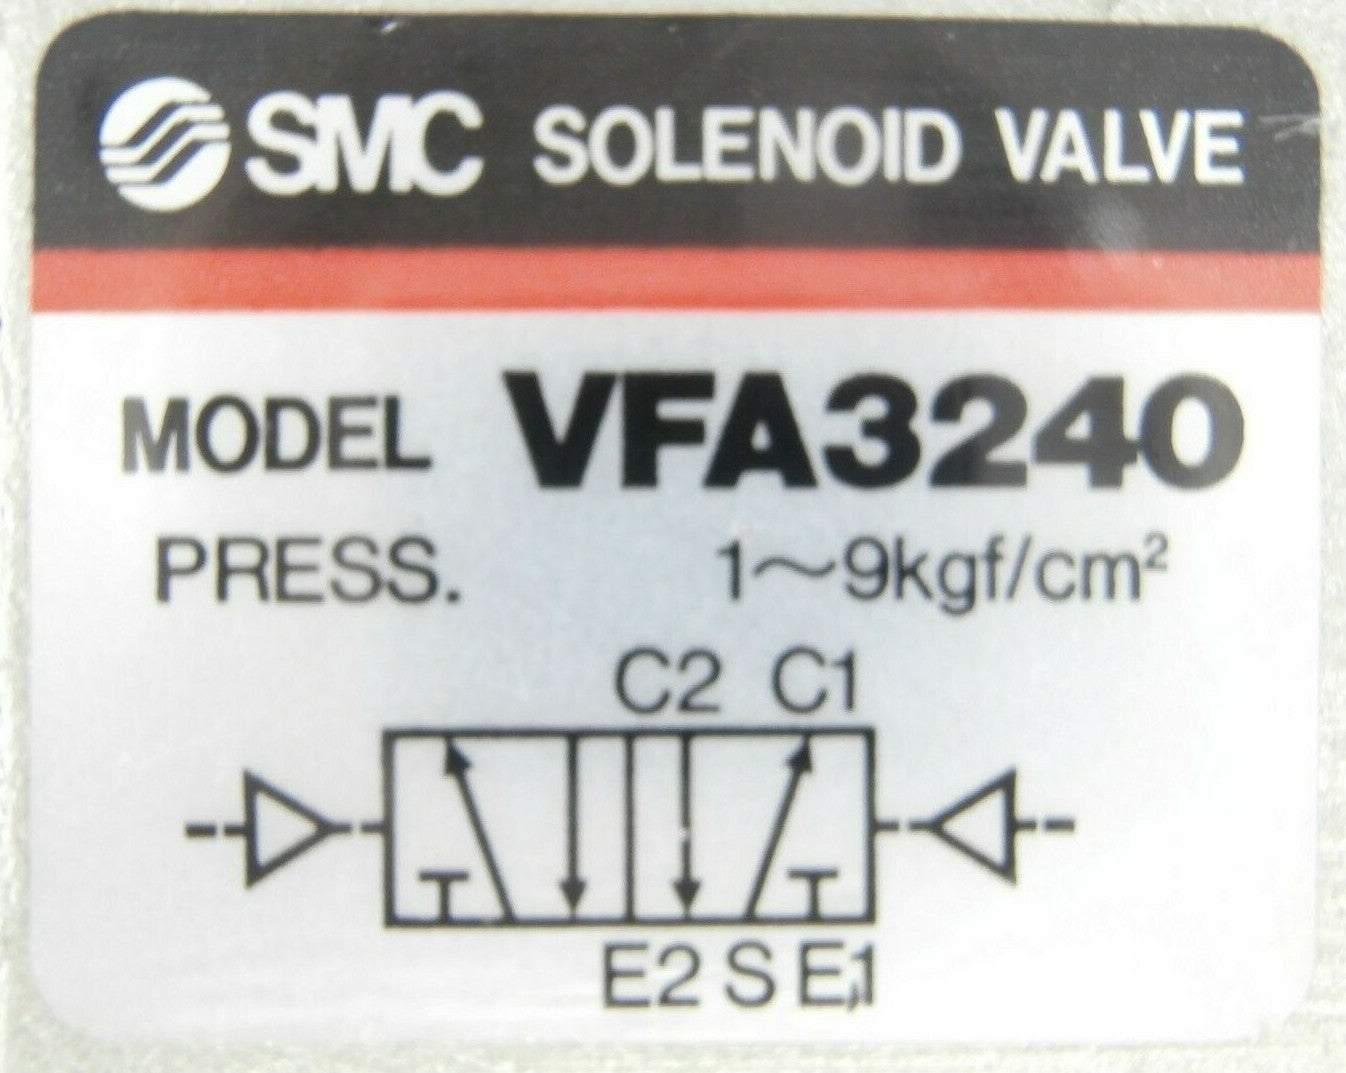 SMC SOLENOID VALVE
MODEL VFA3240
PRESS. 1~9kgf/cm²
C2 C1
E2 S E1